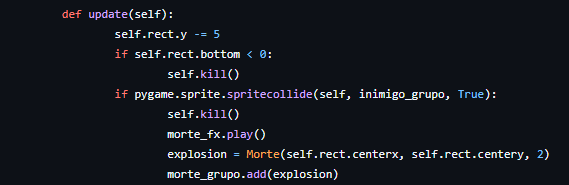 def update(self):
self.rect.y -= 5
if self.rect.bottom < 0:
self.kill()
if pygame.sprite.spritecollide(self, inimigo_grupo, True):
self.kill()
morte_fx.play()
explosion = Morte(self.rect.centerx, self.rect.centery, 2)
morte_grupo.add(explosion)